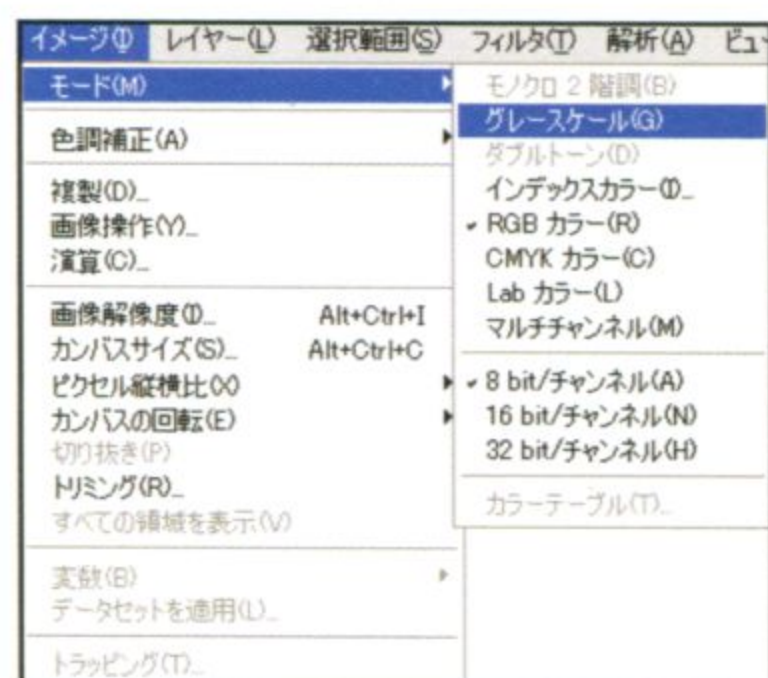 イメージ(I) レイヤー(L) 選択範囲(S) フィルタ(T) 解析(A) ビュー
モード(M)
色調補正(A)
複製(D)...
画像操作(Y)...
演算(C)...
画像解像度(I)... Alt+Ctrl+I
カンバスサイズ(S)... Alt+Ctrl+C
ピクセル縦横比(X)
カンバスの回転(E)
切り抜き(P)
トリミング(R)...
すべての領域を表示(V)
変数(B)
データセットを適用(L)...
トラッピング(T)...
モノクロ 2 階調(B)
グレースケール(G)
ダブルトーン(D)
インデックスカラー(I)...
RGB カラー(R)
CMYK カラー(C)
Lab カラー(L)
マルチチャンネル(M)
8 bit/チャンネル(A)
16 bit/チャンネル(N)
32 bit/チャンネル(H)
カラーテーブル(T)...